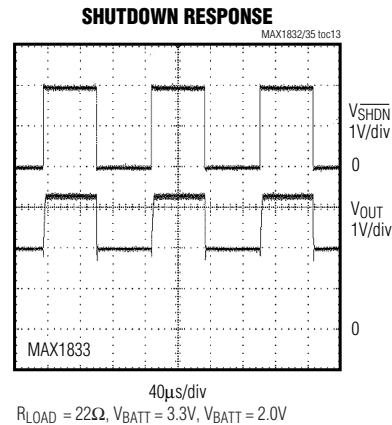 SHUTDOWN RESPONSE
MAX1832/35 toc13
VSHDN
1V/div
0
VOUT
1V/div
0
MAX1833
40μs/div
RLOAD = 22Ω, VBATT = 3.3V, VBATT = 2.0V